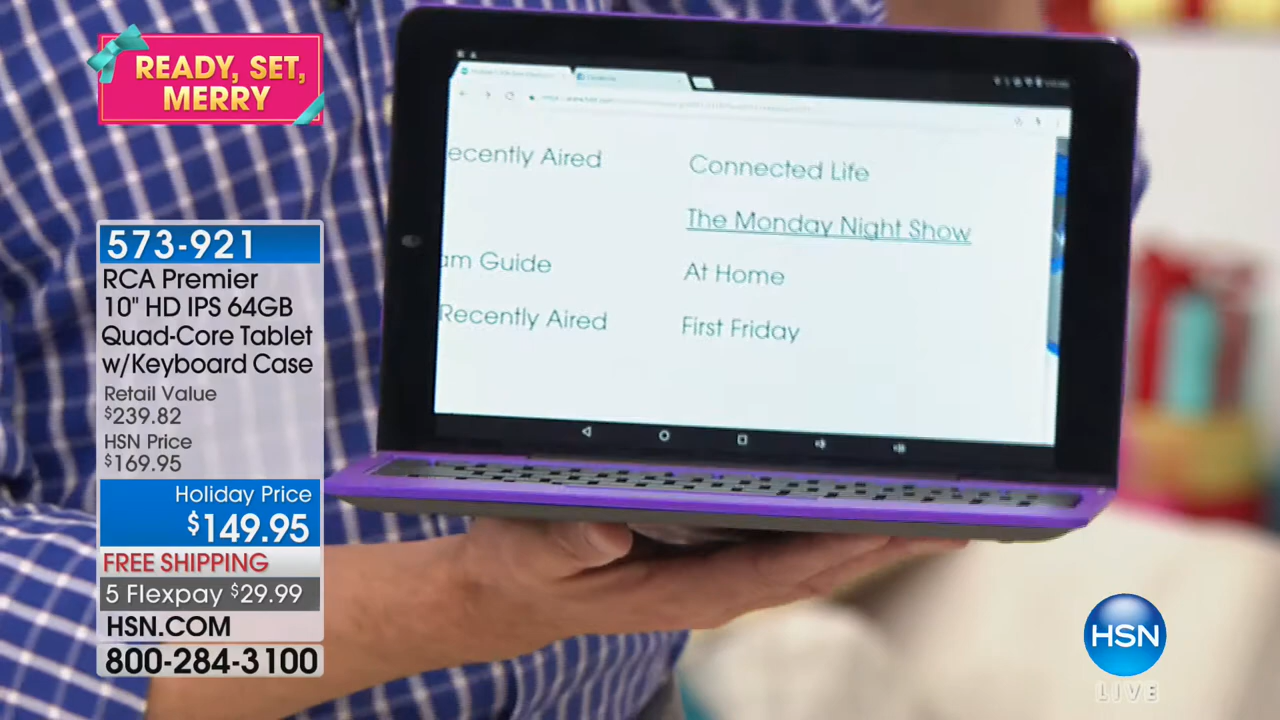 READY, SET,
MERRY
573-921
RCA Premier
10" HD IPS 64GB
Quad-Core Tablet
w/Keyboard Case
Retail Value
$239.82
HSN Price
$169.95
Holiday Price
$149.95
FREE SHIPPING
5 Flexpay $29.99
HSN.COM
800-284-3100
ecently Aired
Connected Life
The Monday Night Show
am Guide
At Home
Recently Aired
First Friday
HSN
LIVE